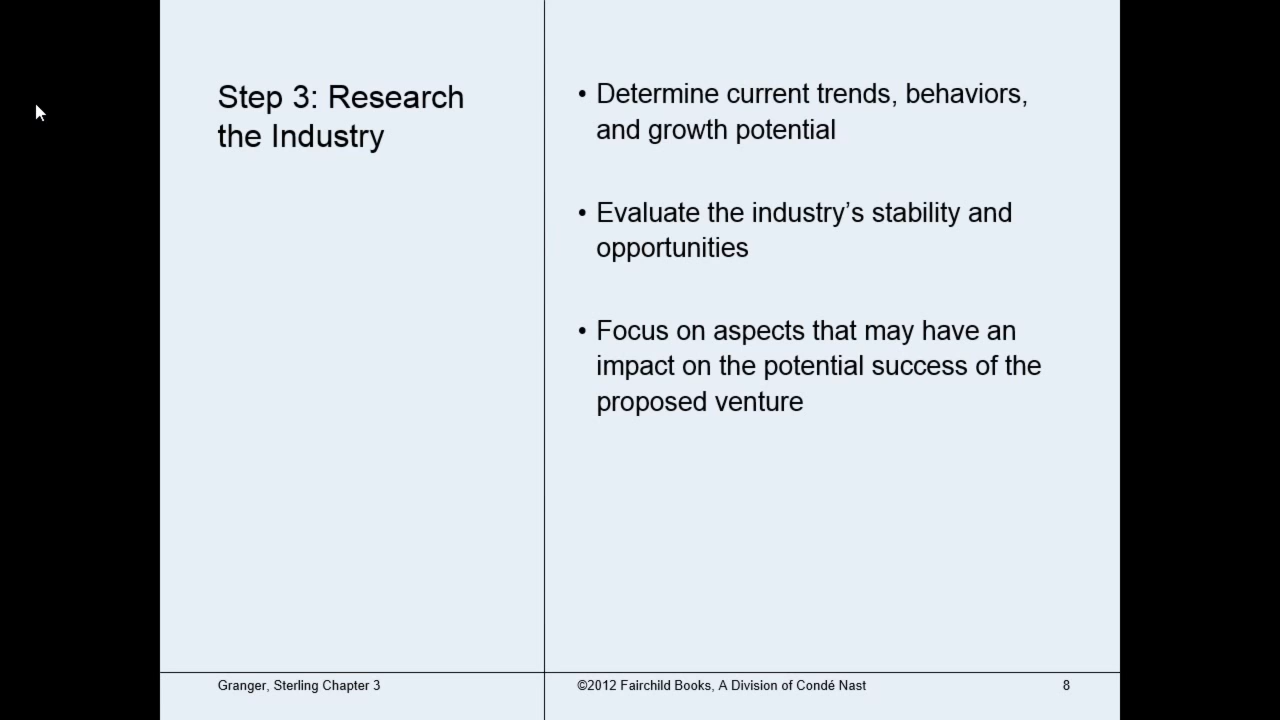 Step 3: Research
the Industry
• Determine current trends, behaviors,
and growth potential
• Evaluate the industry’s stability and
opportunities
• Focus on aspects that may have an
impact on the potential success of the
proposed venture
Granger, Sterling Chapter 3
©2012 Fairchild Books, A Division of Condé Nast
8